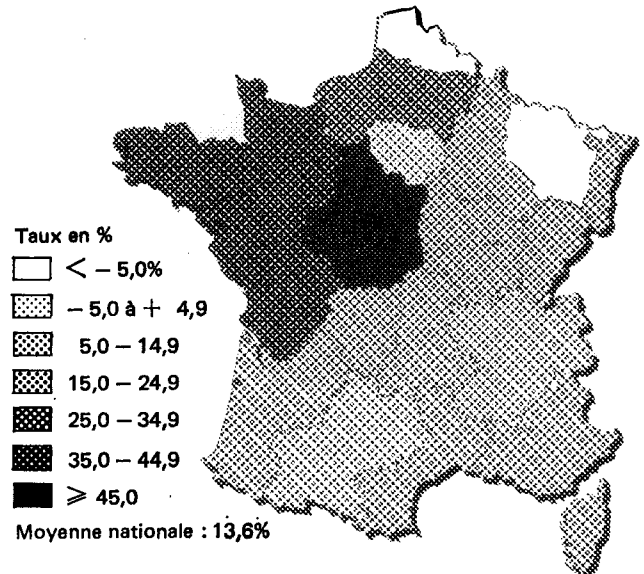 Taux en %
< – 5,0%
– 5,0 à + 4,9
5,0 – 14,9
15,0 – 24,9
25,0 – 34,9
35,0 – 44,9
⩾ 45,0
Moyenne nationale : 13,6%